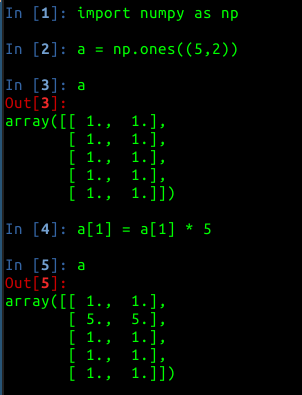 In [1]: import numpy as np
In [2]: a = np.ones((5,2))
In [3]: a
Out[3]:
array([[ 1.,  1.],
       [ 1.,  1.],
       [ 1.,  1.],
       [ 1.,  1.],
       [ 1.,  1.]])
In [4]: a[1] = a[1] * 5
In [5]: a
Out[5]:
array([[ 1.,  1.],
       [ 5.,  5.],
       [ 1.,  1.],
       [ 1.,  1.],
       [ 1.,  1.]])